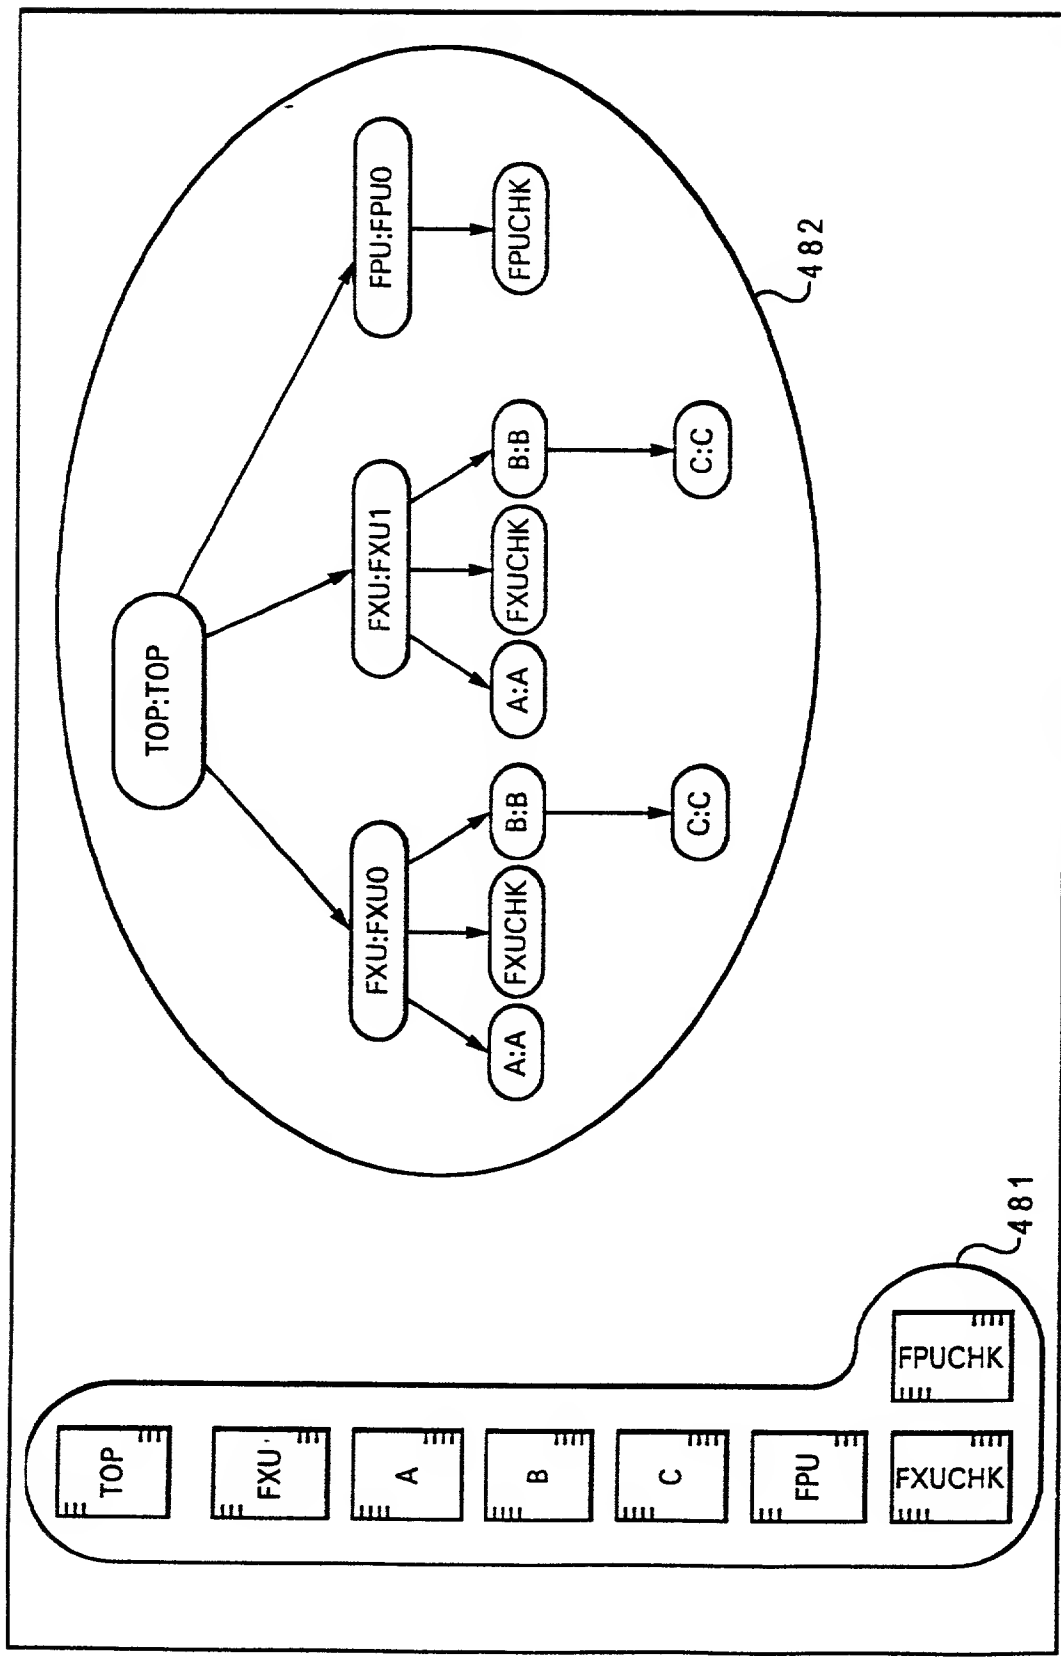 TOP
FXU
A
B
C
FPU
FXUCHK
FPUCHK
481
TOP:TOP
FXU:FXU0
FXU:FXU1
FPU:FPU0
A:A
FXUCHK
B:B
A:A
FXUCHK
B:B
FPUCHK
C:C
C:C
482